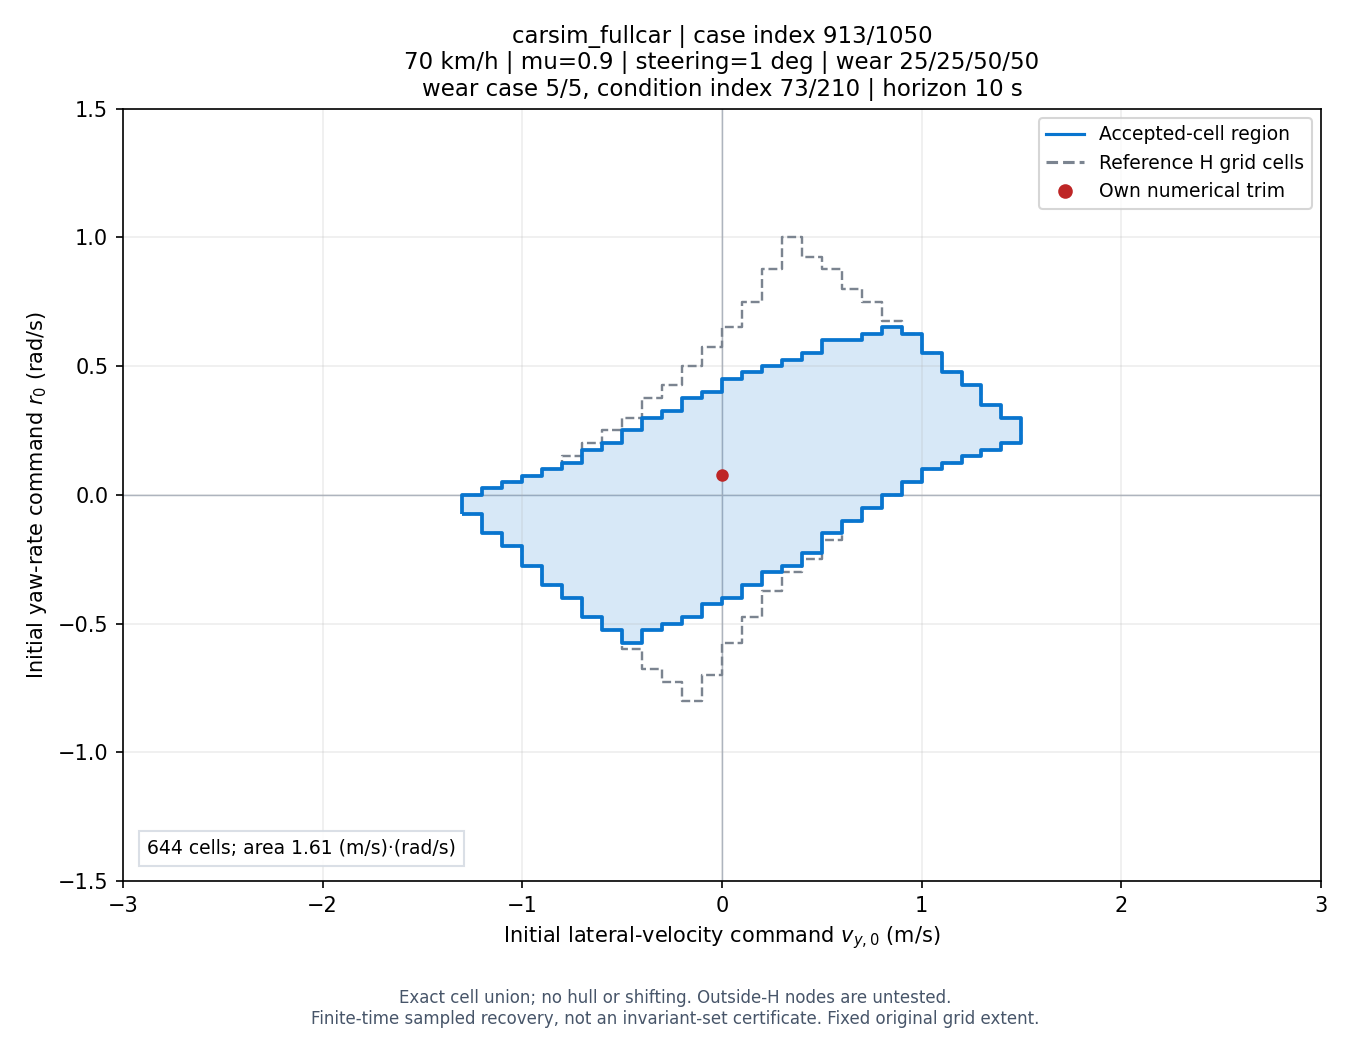 carsim_fullcar | case index 913/1050
70 km/h | mu=0.9 | steering=1 deg | wear 25/25/50/50
wear case 5/5, condition index 73/210 | horizon 10 s
Accepted-cell region
Reference H grid cells
Own numerical trim
Initial yaw-rate command r₀ (rad/s)
1.5
1.0
0.5
0.0
−0.5
−1.0
−1.5
644 cells; area 1.61 (m/s)·(rad/s)
−3
−2
−1
0
1
2
3
Initial lateral-velocity command v_{y,0} (m/s)
Exact cell union; no hull or shifting. Outside-H nodes are untested.
Finite-time sampled recovery, not an invariant-set certificate. Fixed original grid extent.